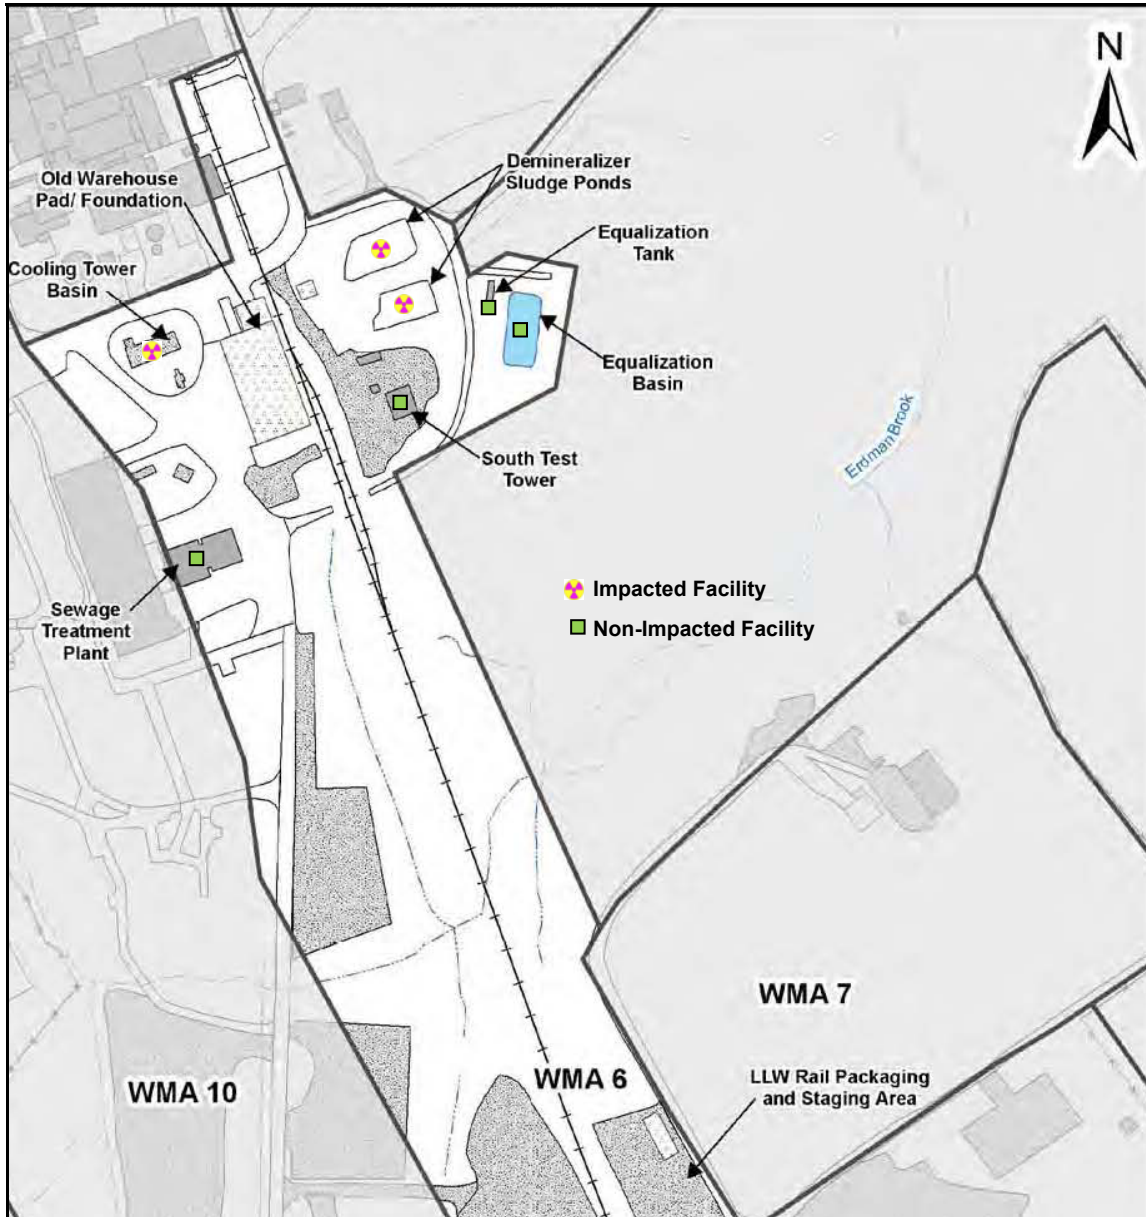 N
Demineralizer
Sludge Ponds
Old Warehouse
Pad/ Foundation
Equalization
Tank
Cooling Tower
Basin
Equalization
Basin
Erdman Brook
South Test
Tower
Impacted Facility
Non-Impacted Facility
Sewage
Treatment
Plant
WMA 7
WMA 6
WMA 10
LLW Rail Packaging
and Staging Area